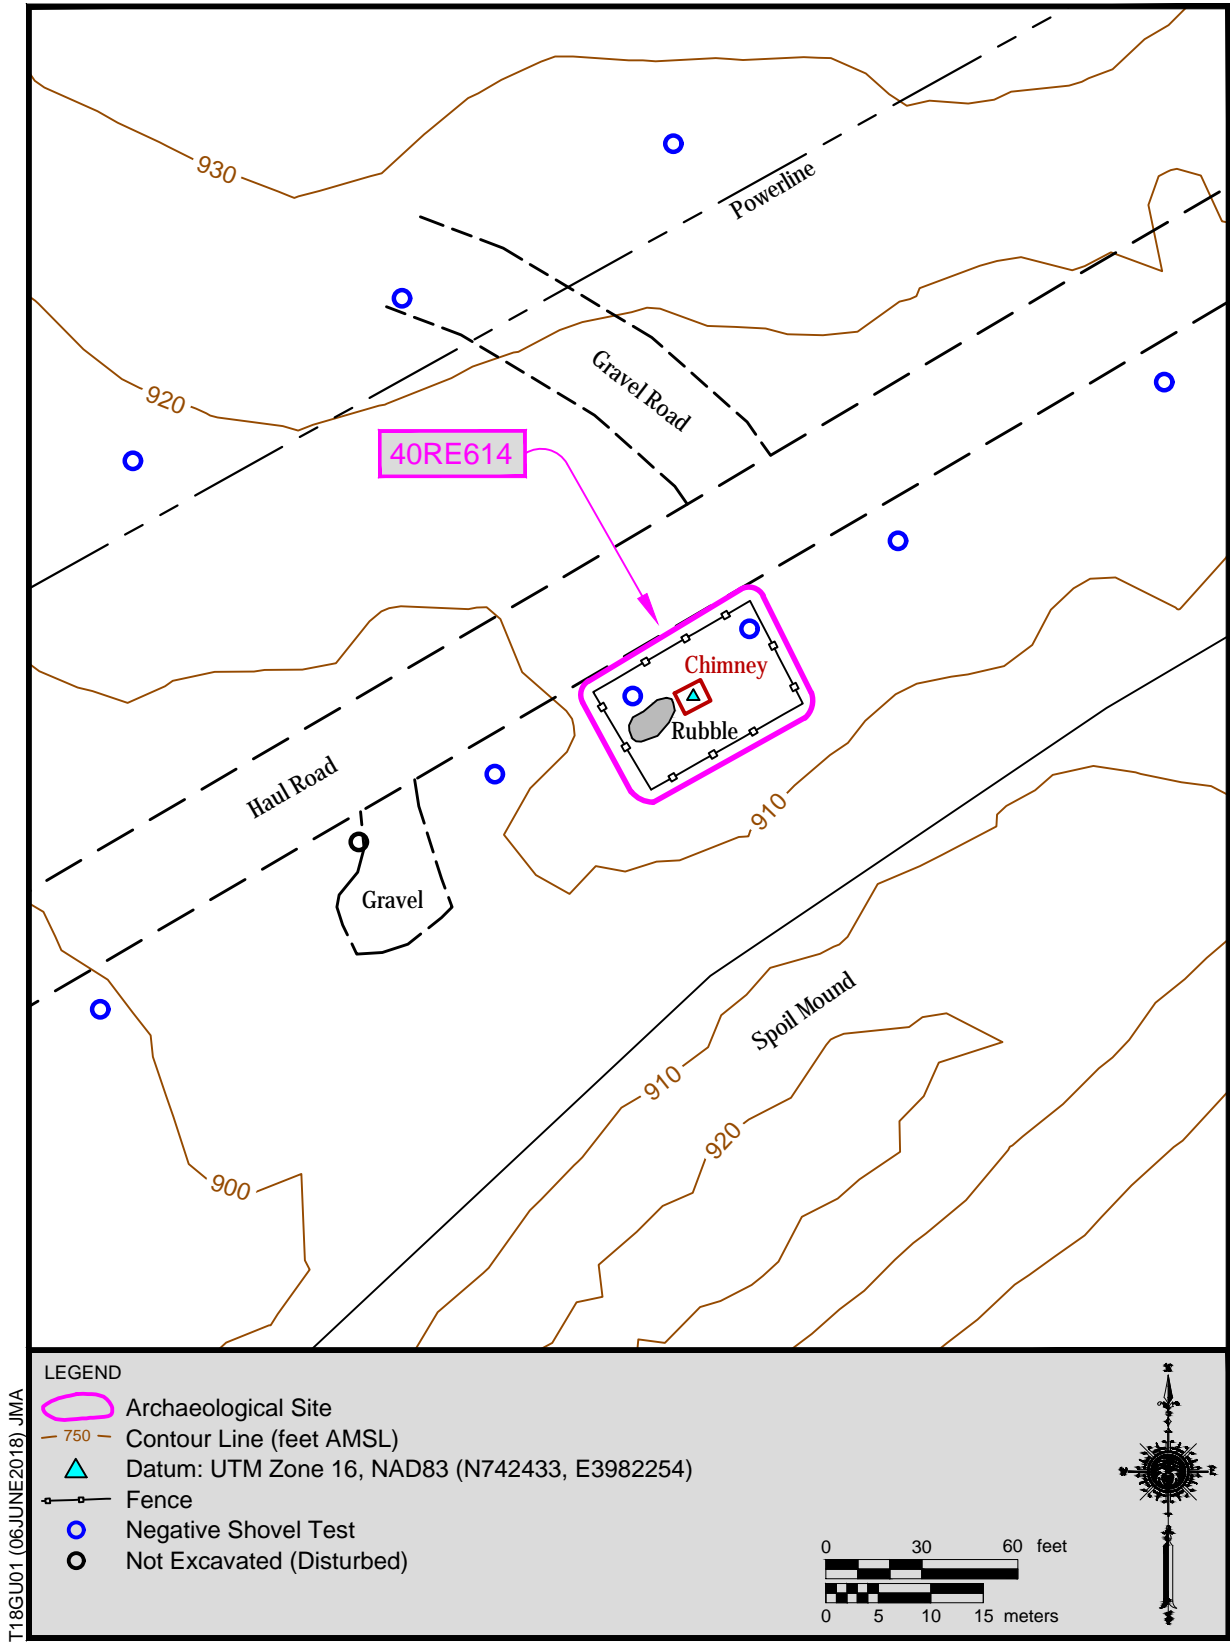 930
Powerline
920
Gravel Road
40RE614
Chimney
Rubble
Haul Road
910
Gravel
Spoil Mound
910
920
900
LEGEND
Archaeological Site
750
Contour Line (feet AMSL)
Datum: UTM Zone 16, NAD83 (N742433, E3982254)
Fence
Negative Shovel Test
Not Excavated (Disturbed)
0 30 60 feet
0 5 10 15 meters
T18GU01 (06JUNE2018) JMA